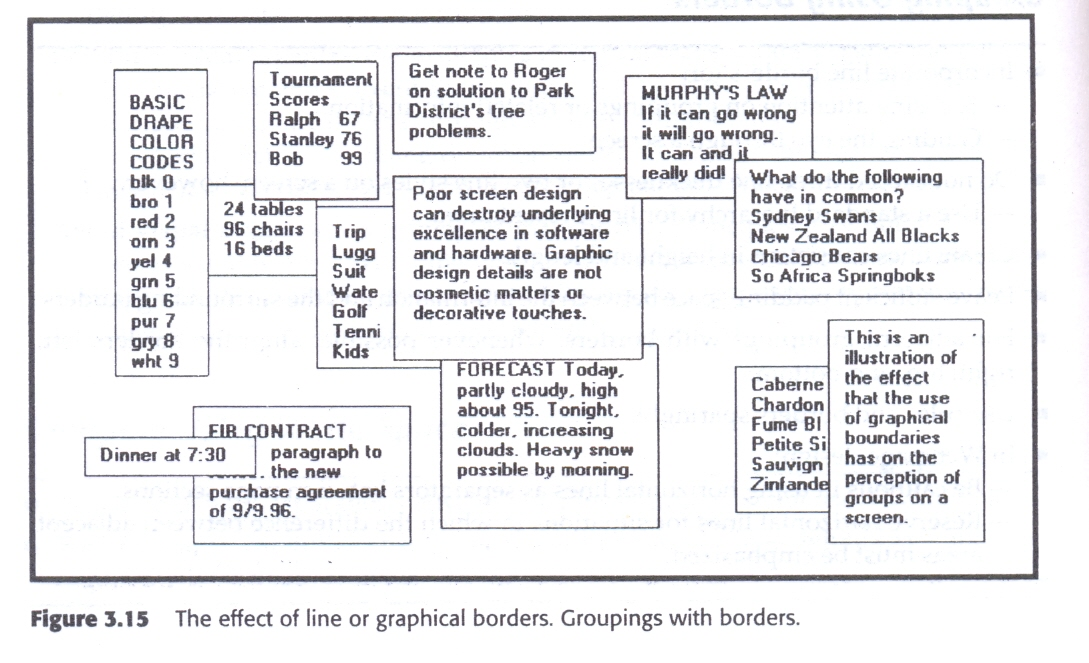 BASIC
DRAPE
COLOR
CODES
blk 0
bro 1
red 2
orn 3
yel 4
grn 5
blu 6
pur 7
gry 8
wht 9
Tournament
Scores
Ralph 67
Stanley 76
Bob 99
24 tables
96 chairs
16 beds
Trip
Lugg
Suit
Wate
Golf
Tenni
Kids
Get note to Roger
on solution to Park
District's tree
problems.
Poor screen design
can destroy underlying
excellence in software
and hardware. Graphic
design details are not
cosmetic matters or
decorative touches.
MURPHY'S LAW
If it can go wrong
it will go wrong.
It can and it
really did!
What do the following
have in common?
Sydney Swans
New Zealand All Blacks
Chicago Bears
So Africa Springboks
FORECAST Today,
partly cloudy, high
about 95. Tonight,
colder, increasing
clouds. Heavy snow
possible by morning.
Caberne
Chardon
Fume Bl
Petite Si
Sauvign
Zinfande
This is an
illustration of
the effect
that the use
of graphical
boundaries
has on the
perception of
groups on a
screen.
CONTRACT
Dinner at 7:30
paragraph to
the new
purchase agreement
of 9/9.96.
Figure 3.15 The effect of line or graphical borders. Groupings with borders.